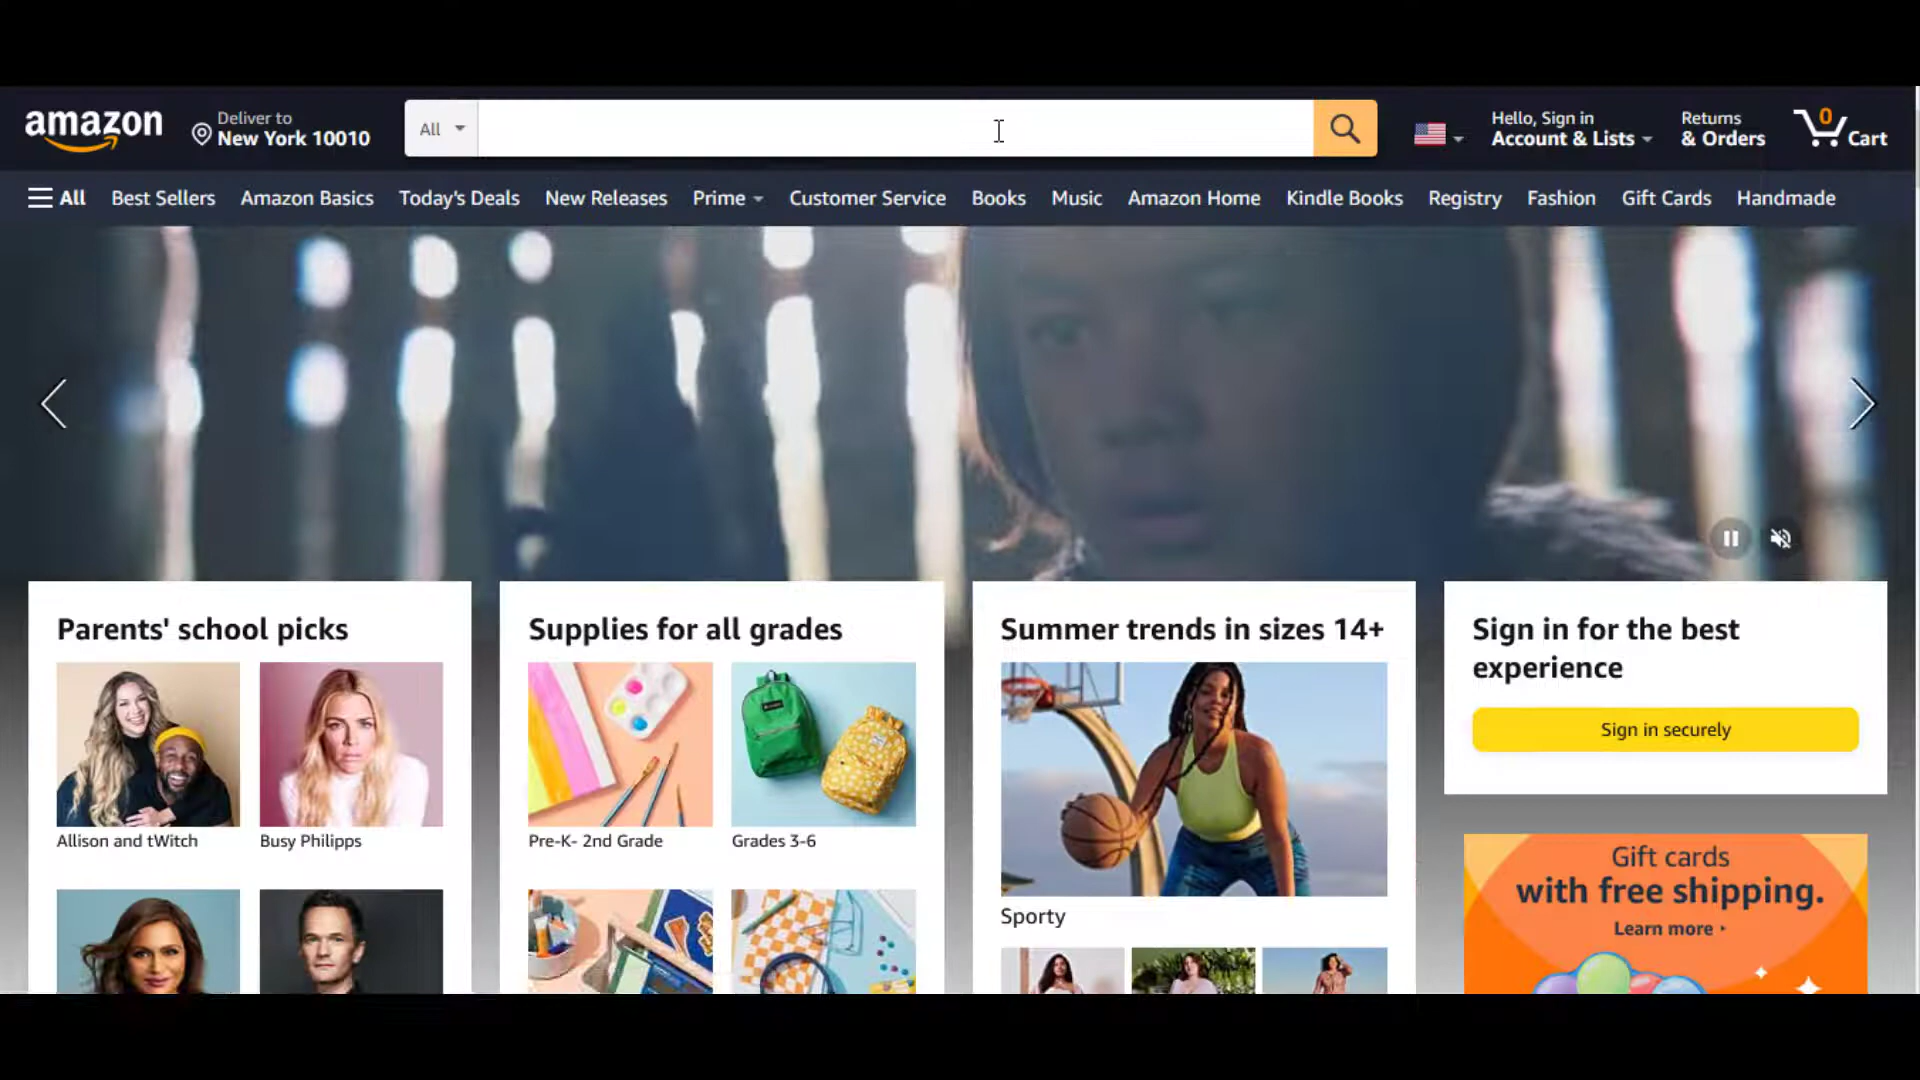 amazon
Deliver to
New York 10010
All
Hello, Sign in
Account & Lists
Returns
& Orders
0
Cart
All
Best Sellers
Amazon Basics
Today's Deals
New Releases
Prime
Customer Service
Books
Music
Amazon Home
Kindle Books
Registry
Fashion
Gift Cards
Handmade
Parents' school picks
Allison and tWitch
Busy Philipps
Supplies for all grades
Pre-K- 2nd Grade
Grades 3-6
Summer trends in sizes 14+
Sporty
Sign in for the best
experience
Sign in securely
Gift cards
with free shipping.
Learn more